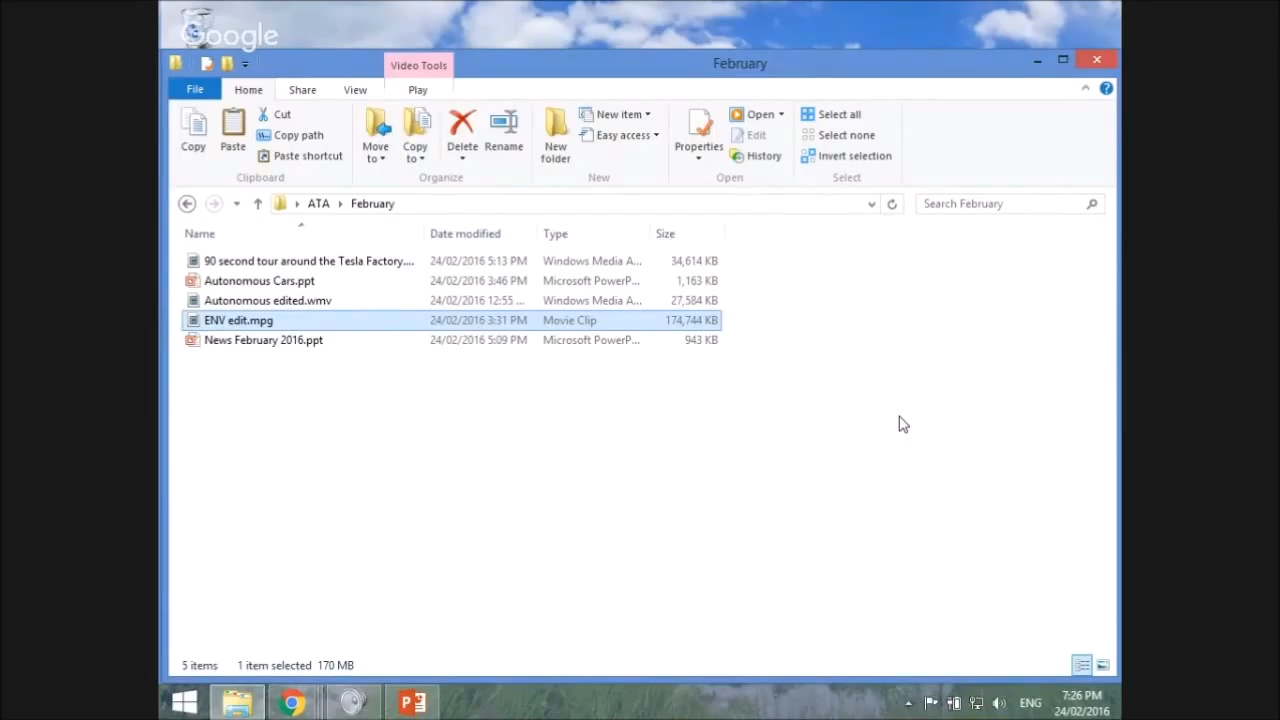 Google
Video Tools
February
File
Home
Share
View
Play
Copy
Paste
Cut
Copy path
Paste shortcut
Clipboard
Move to
Copy to
Delete
Rename
Organize
New folder
New item
Easy access
New
Properties
Open
Edit
History
Open
Select all
Select none
Invert selection
Select
ATA
February
Search February
Name Date modified Type Size
90 second tour around the Tesla Factory.... 24/02/2016 5:13 PM Windows Media A... 34,614 KB
Autonomous Cars.ppt 24/02/2016 3:46 PM Microsoft PowerP... 1,163 KB
Autonomous edited.wmv 24/02/2016 12:55 ... Windows Media A... 27,584 KB
ENV edit.mpg 24/02/2016 3:31 PM Movie Clip 174,744 KB
News February 2016.ppt 24/02/2016 5:09 PM Microsoft PowerP... 943 KB
5 items 1 item selected 170 MB
ENG
7:26 PM
24/02/2016